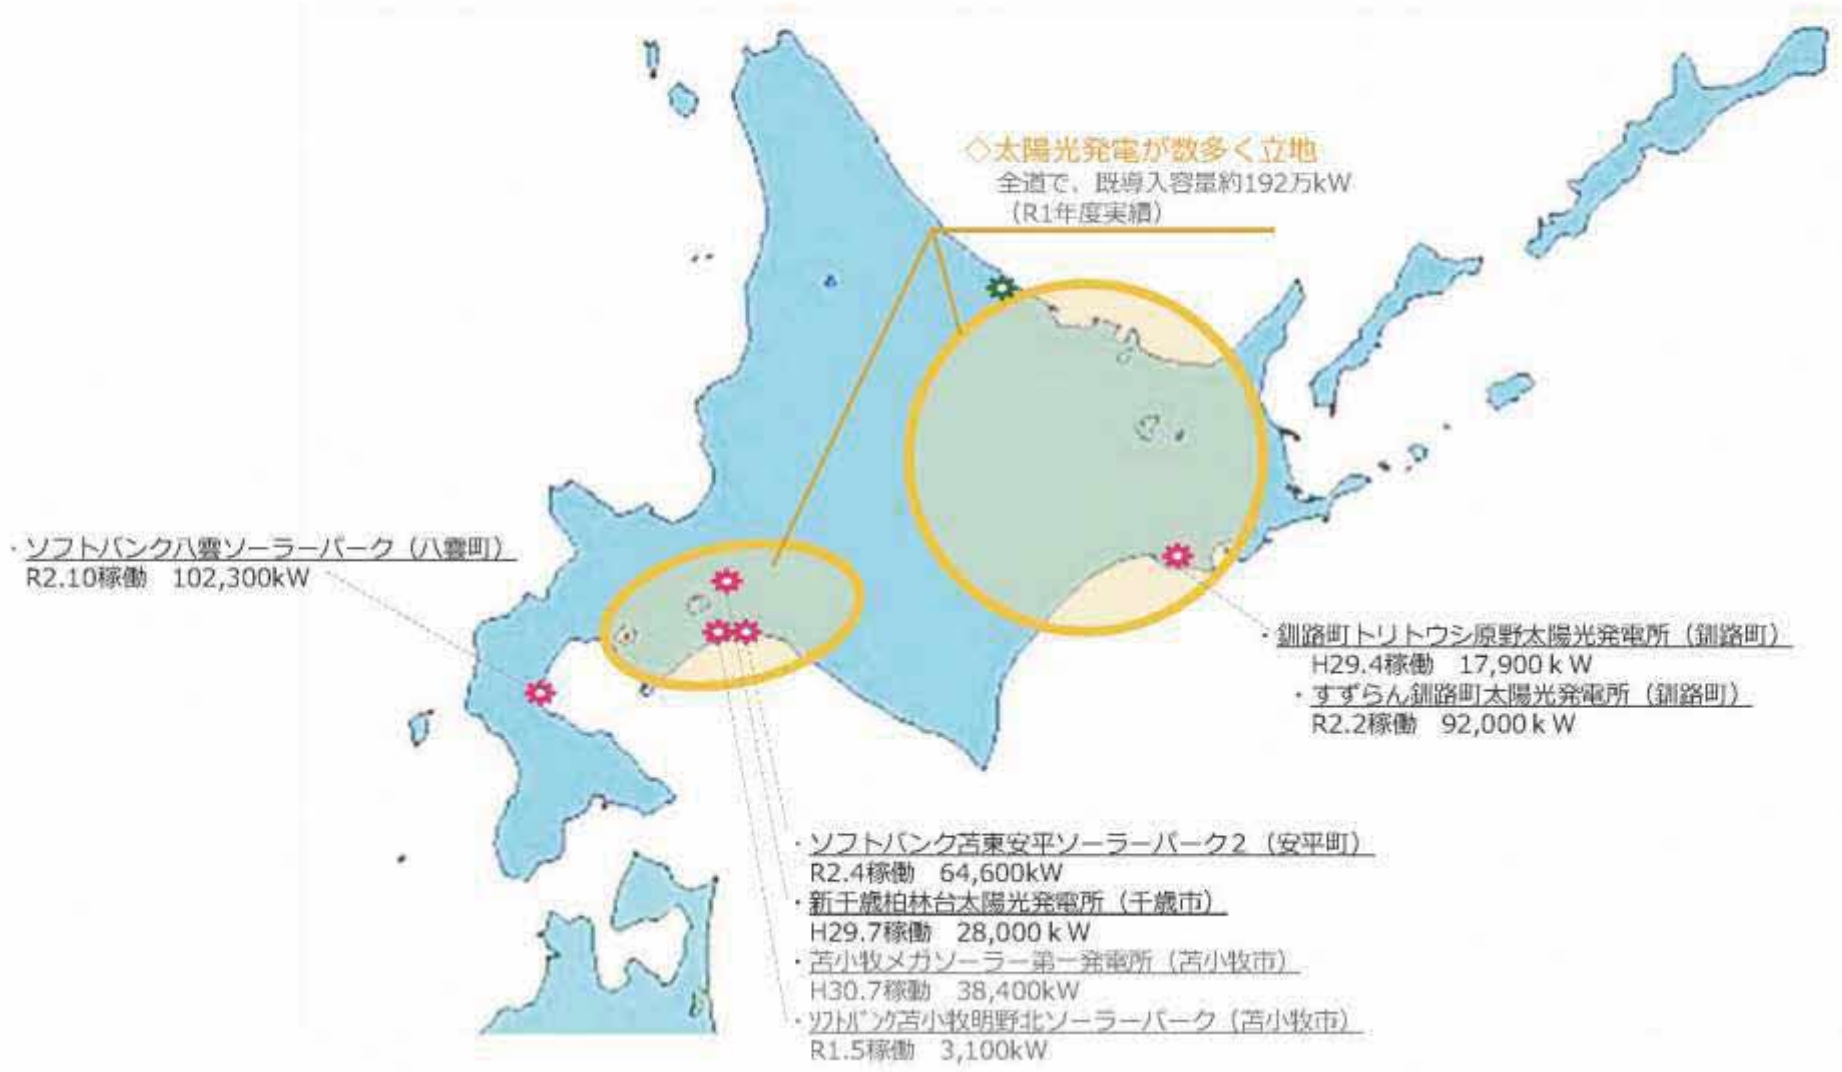 ◇太陽光発電が数多く立地
全道で、既導入容量約192万kW
（R1年度実績）
・ソフトバンク八雲ソーラーパーク（八雲町）
R2.10稼働 102,300kW
・釧路町トリトウシ原野太陽光発電所（釧路町）
H29.4稼働 17,900ｋW
・すずらん釧路町太陽光発電所（釧路町）
R2.2稼働 92,000ｋW
・ソフトバンク苫東安平ソーラーパーク2（安平町）
R2.4稼働 64,600kW
・新千歳柏林台太陽光発電所（千歳市）
H29.7稼働 28,000ｋW
・苫小牧メガソーラー第一発電所（苫小牧市）
H30.7稼動 38,400kW
・ｿﾌﾄﾊﾞﾝｸ苫小牧明野北ソーラーパーク（苫小牧市）
R1.5稼働 3,100kW